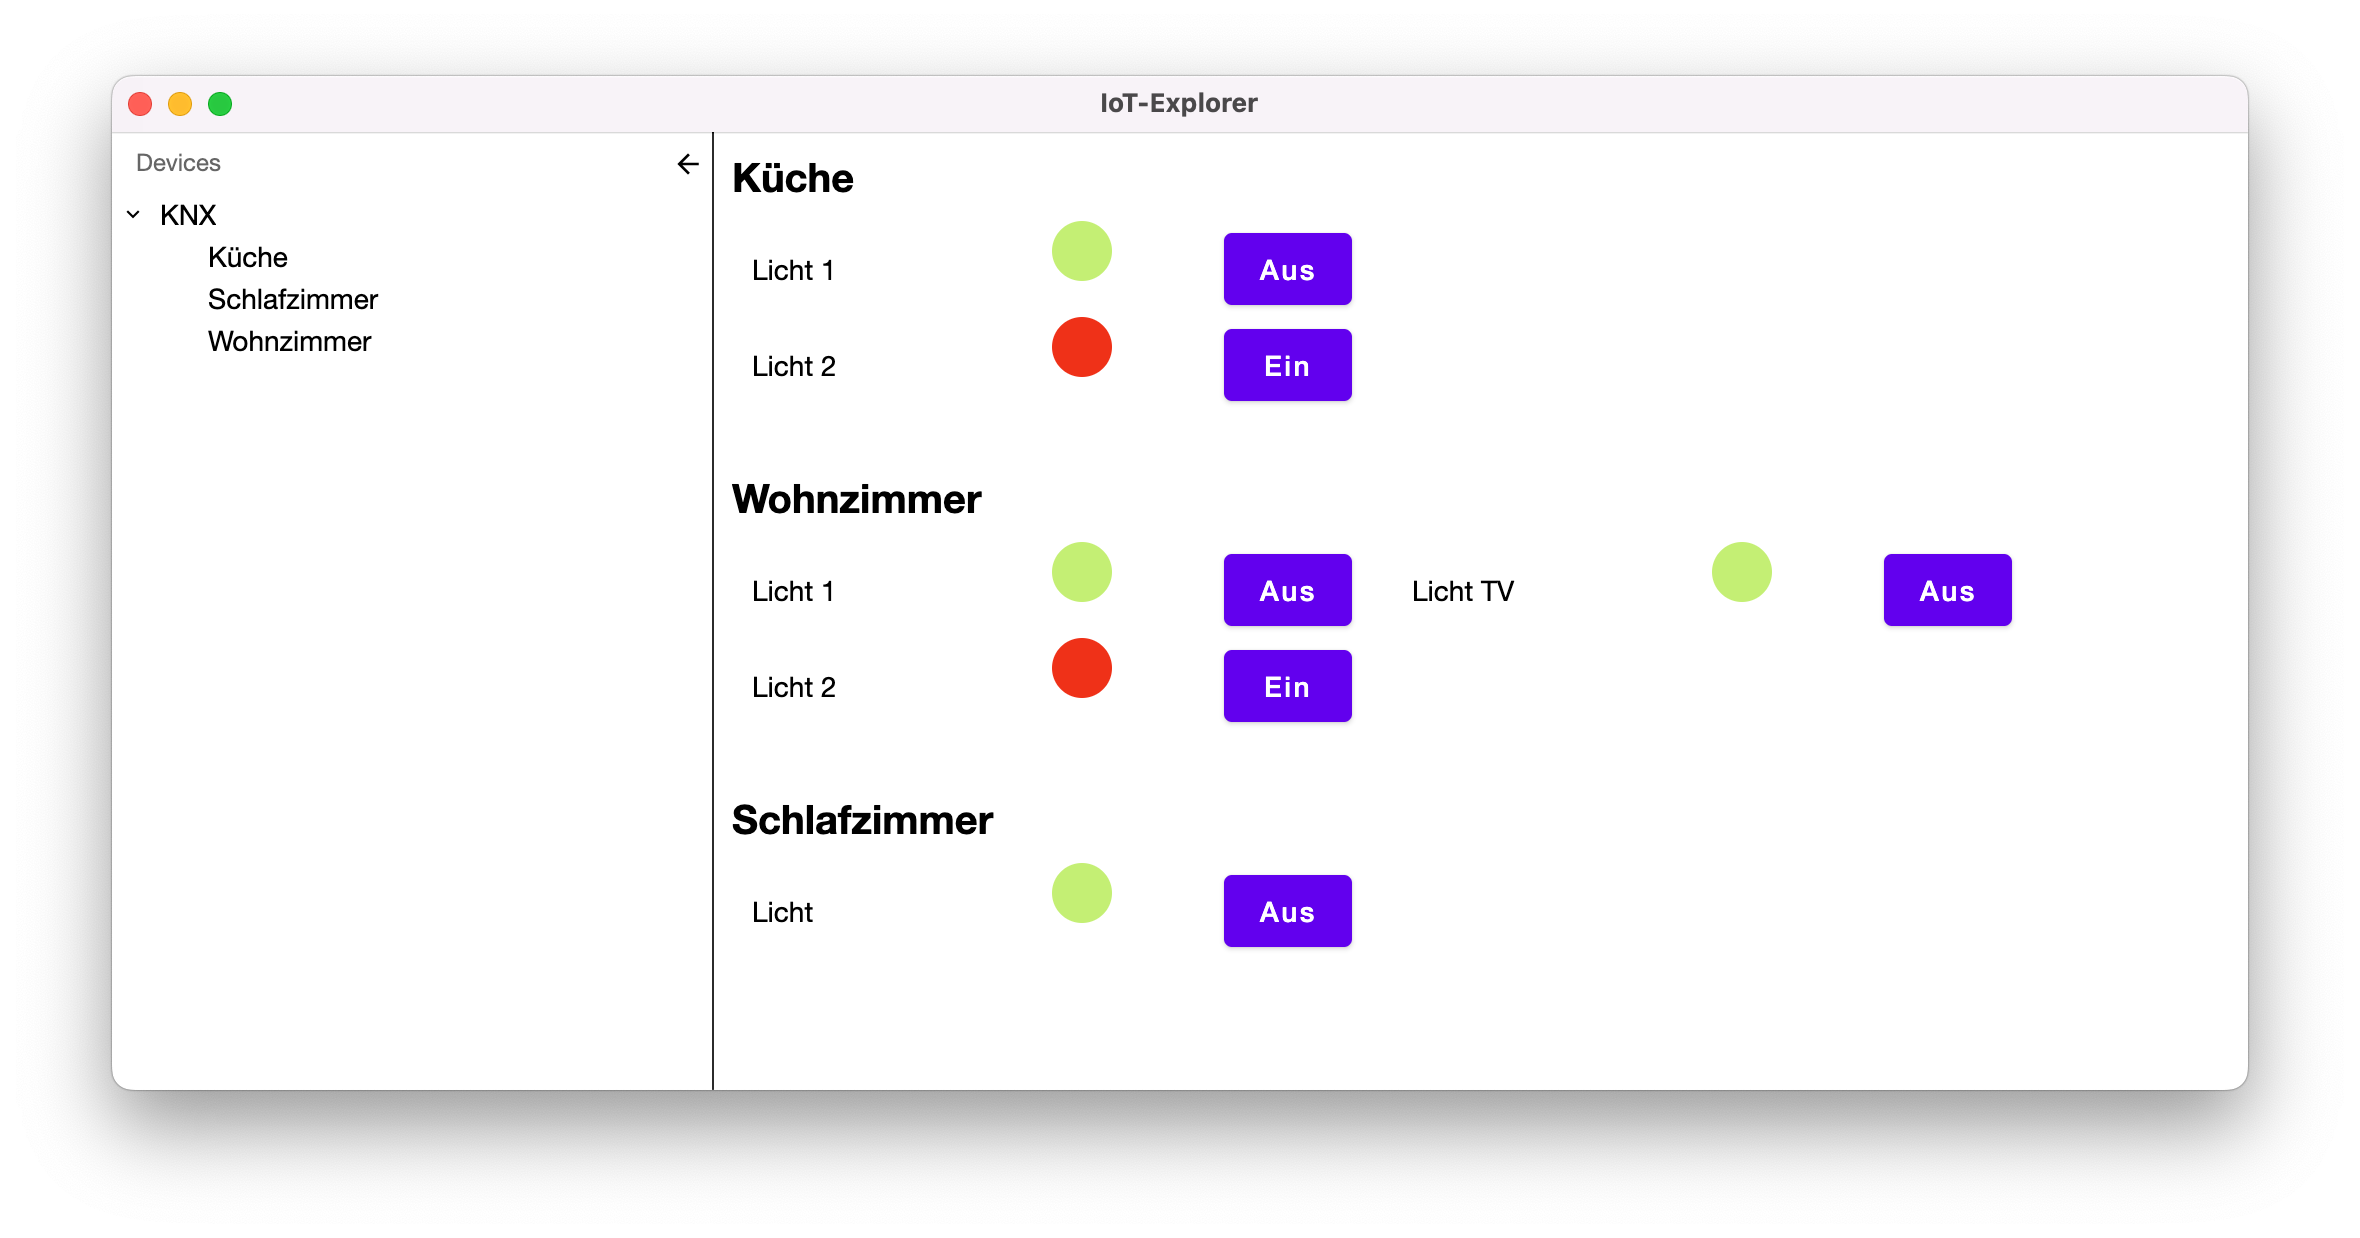 IoT-Explorer
Devices
KNX
Küche
Schlafzimmer
Wohnzimmer
Küche
Licht 1 Aus
Licht 2 Ein
Wohnzimmer
Licht 1 Aus Licht TV Aus
Licht 2 Ein
Schlafzimmer
Licht Aus